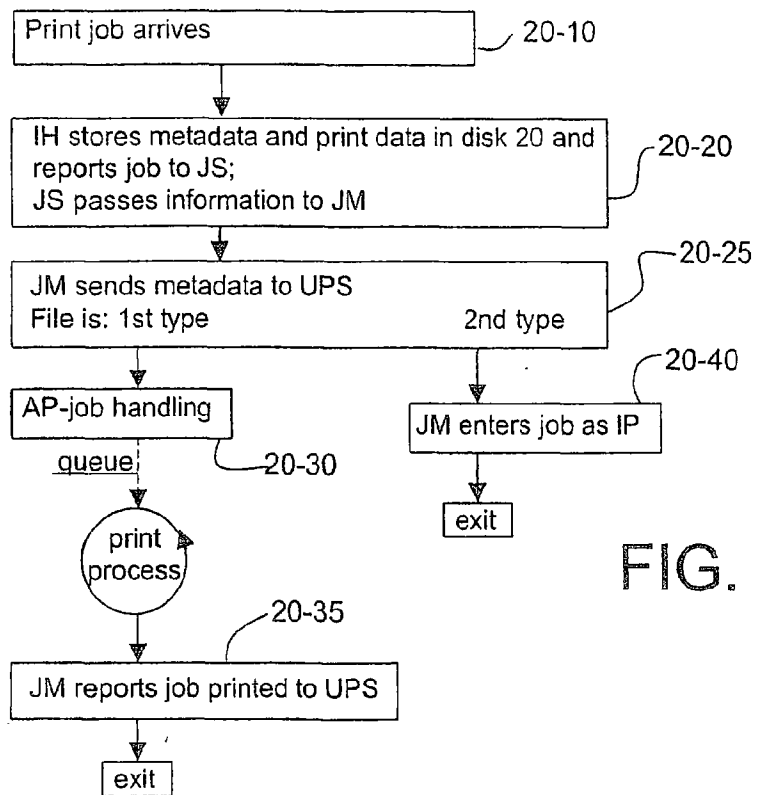 Print job arrives
20-10
IH stores metadata and print data in disk 20 and
reports job to JS;
JS passes information to JM
20-20
20-25
JM sends metadata to UPS
File is: 1st type 2nd type
20-40
AP-job handling
JM enters job as IP
queue
20-30
exit
print
process
FIG.
20-35
JM reports job printed to UPS
exit